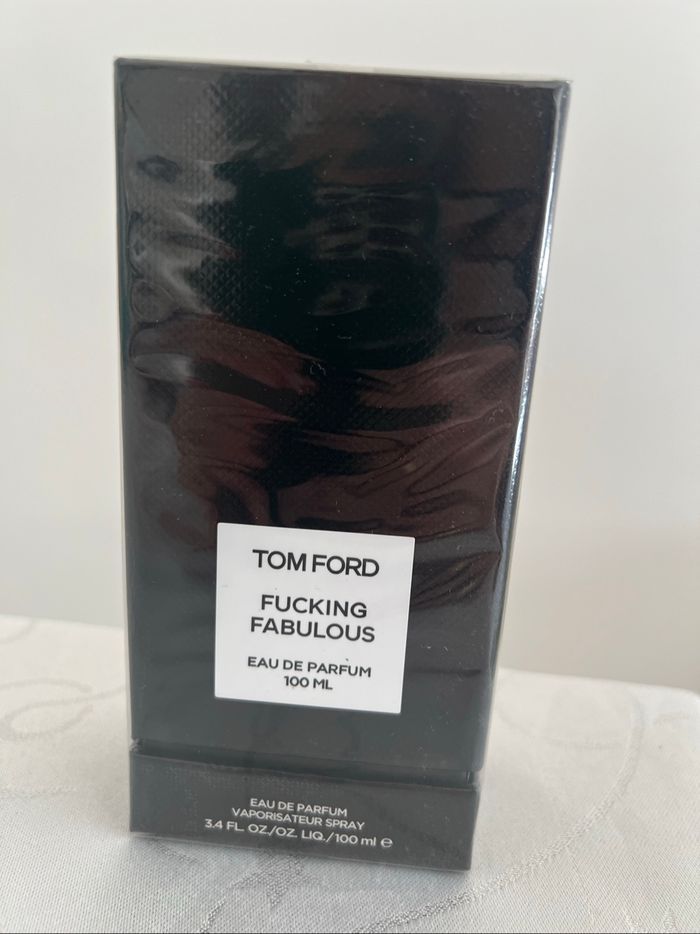 TOM FORD
FUCKING
FABULOUS
EAU DE PARFUM
100 ML
EAU DE PARFUM
VAPORISATEUR SPRAY
3.4 FL. OZ./OZ. LIQ./100 ml ℮